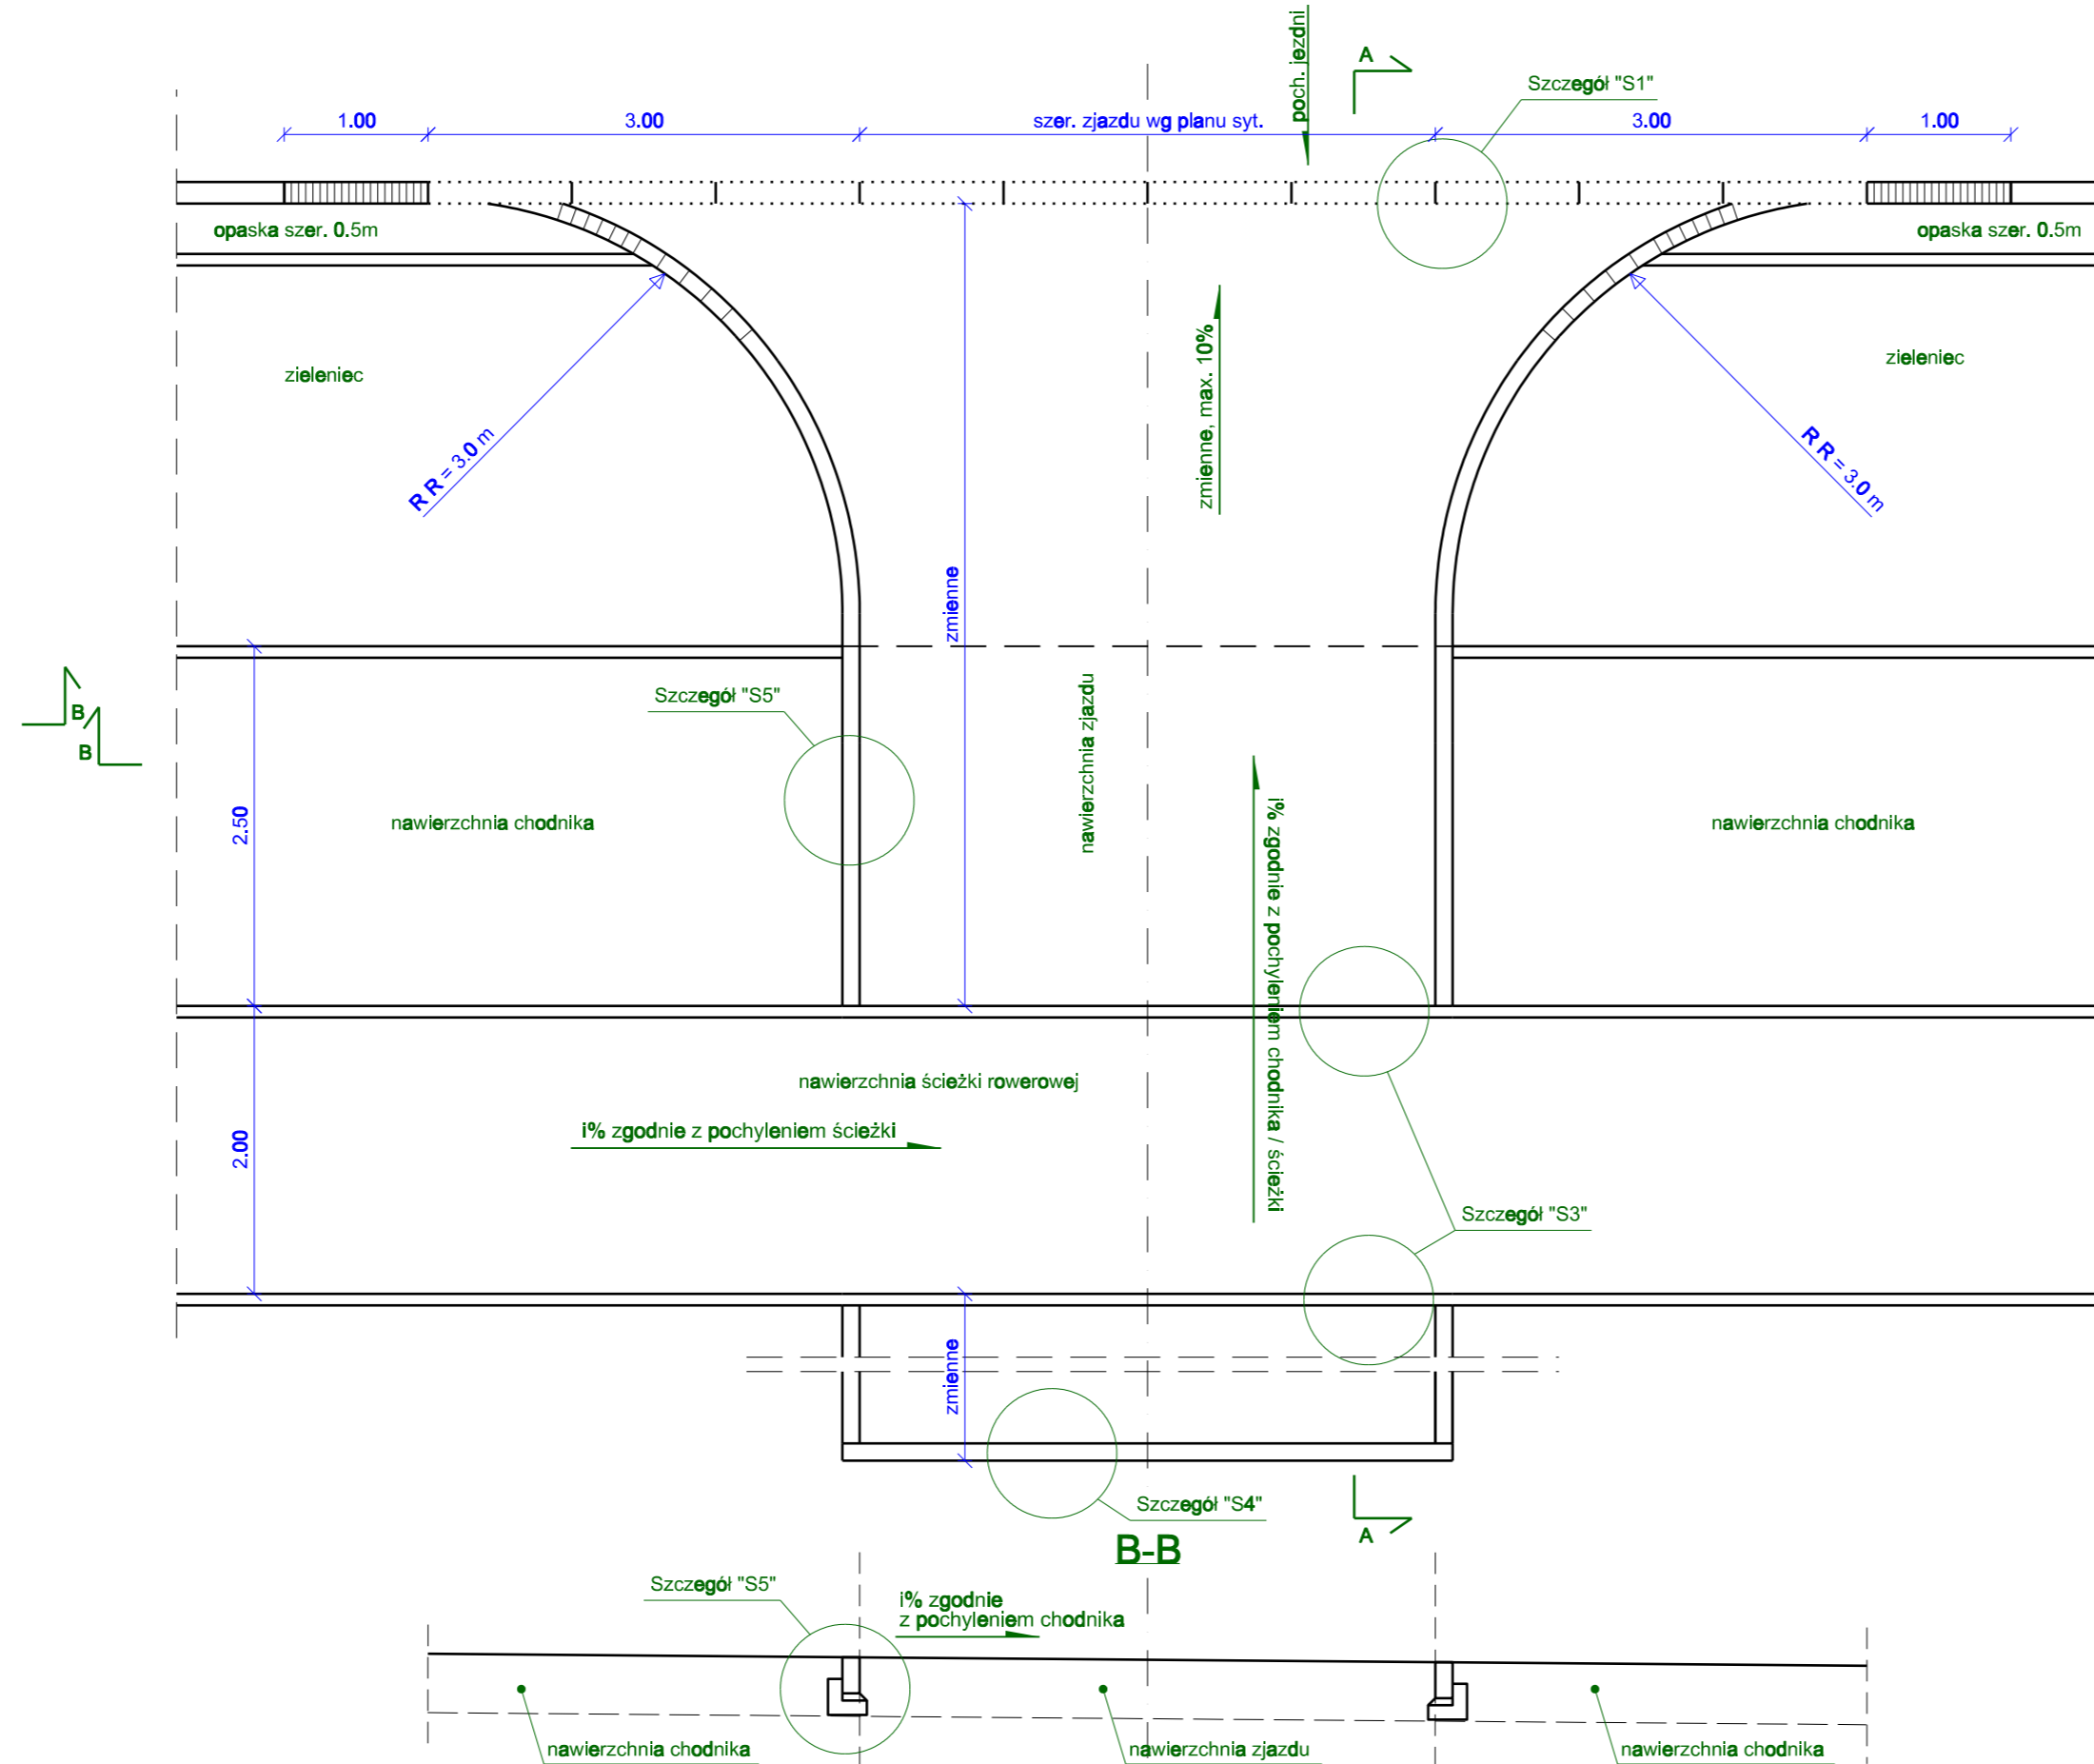 poch. jezdni
A
Szczegół "S1"
1.00
3.00
szer. zjazdu wg planu syt.
3.00
1.00
opaska szer. 0.5m
opaska szer. 0.5m
zieleniec
zieleniec
zmienne, max. 10%
R R = 3.0 m
R R = 3.0 m
zmienne
Szczegół "S5"
nawierzchnia zjazdu
B
B
2.50
nawierzchnia chodnika
nawierzchnia chodnika
i% zgodnie z pochyleniem chodnika / ścieżki
nawierzchnia ścieżki rowerowej
i% zgodnie z pochyleniem ścieżki
2.00
Szczegół "S3"
zmienne
Szczegół "S4"
A
B-B
Szczegół "S5"
i% zgodnie
z pochyleniem chodnika
nawierzchnia chodnika
nawierzchnia zjazdu
nawierzchnia chodnika